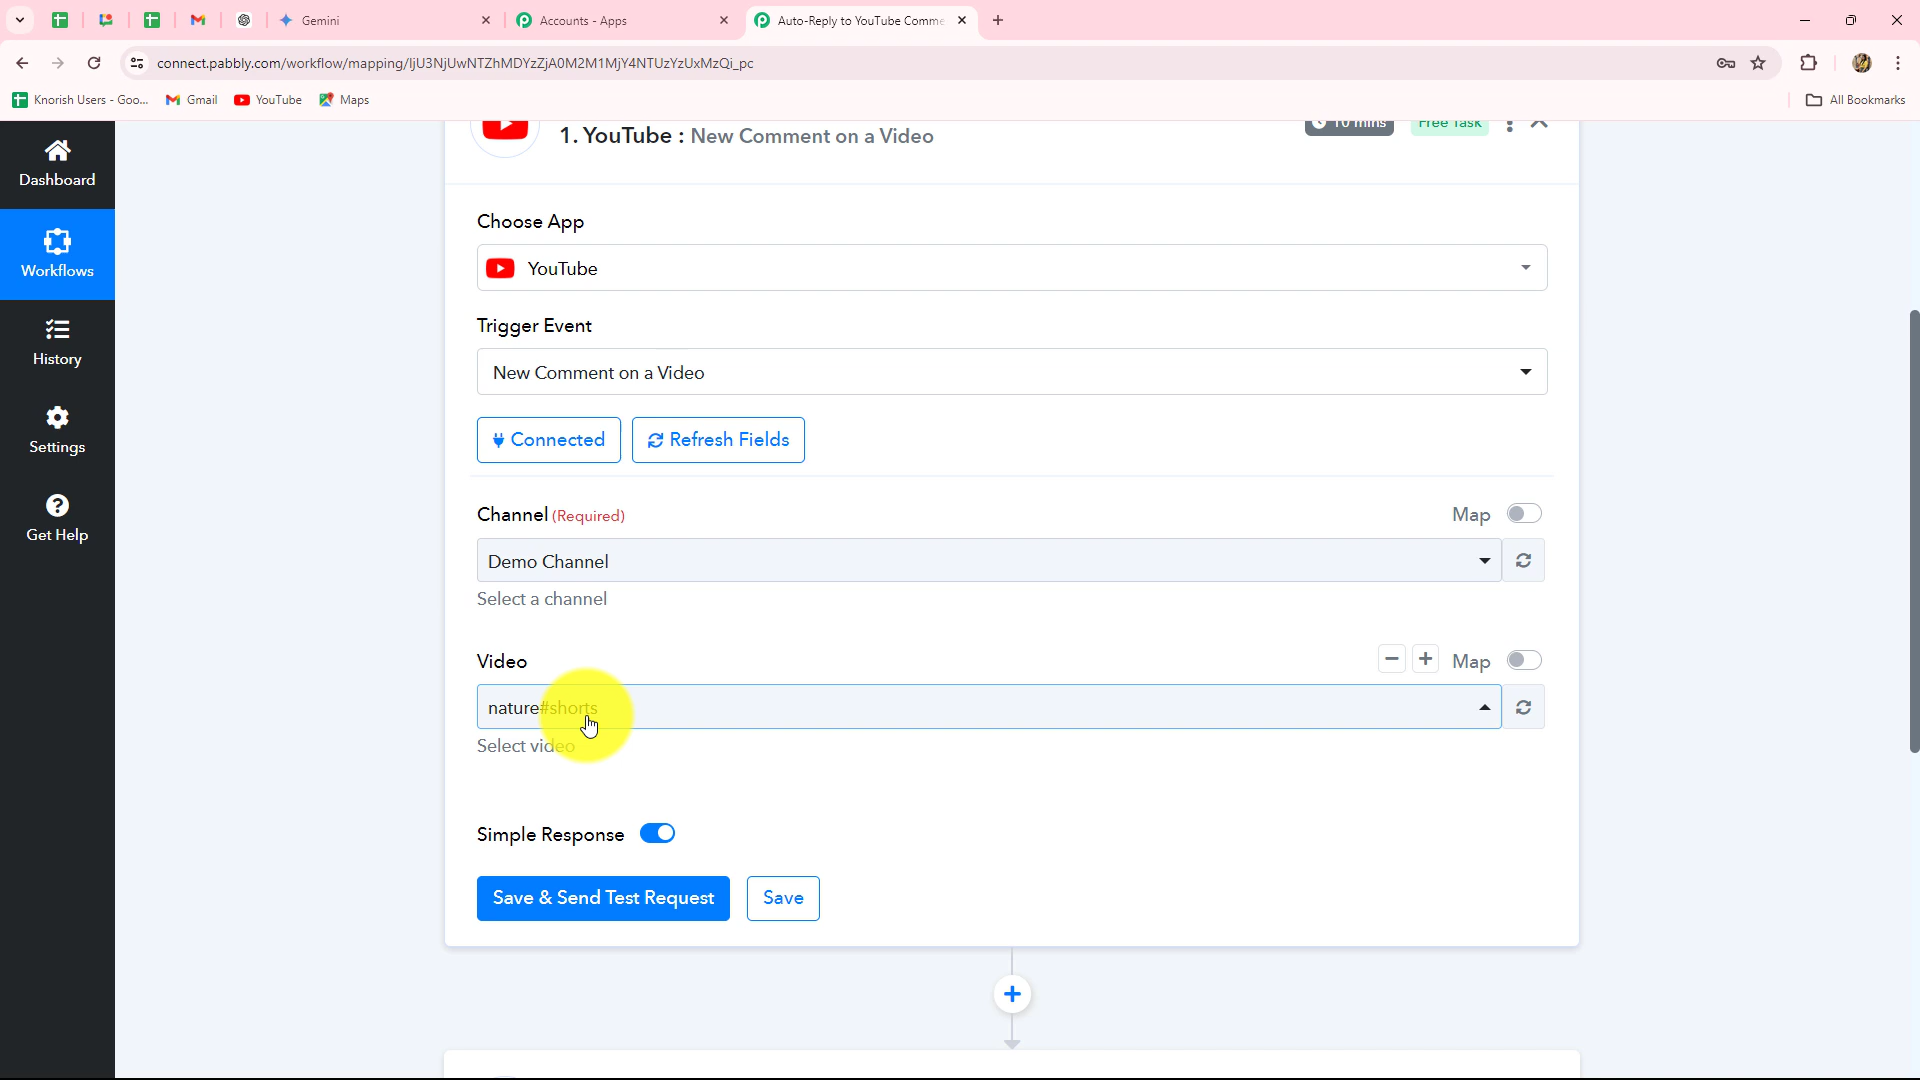 Gemini
Accounts - Apps
Auto-Reply to YouTube Comme
connect.pabbly.com/workflow/mapping/IjU3NjUwNTZhMDYzZjA0M2M1MjY4NTUzYzUxMzQi_pc
Knorish Users - Goo...
Gmail
YouTube
Maps
All Bookmarks
Dashboard
Workflows
History
Settings
Get Help
1. YouTube : New Comment on a Video
10 mins
Free Task
Choose App
YouTube
Trigger Event
New Comment on a Video
Connected
Refresh Fields
Channel (Required)
Map
Demo Channel
Select a channel
Video
Map
nature#shorts
Select video
Simple Response
Save & Send Test Request
Save